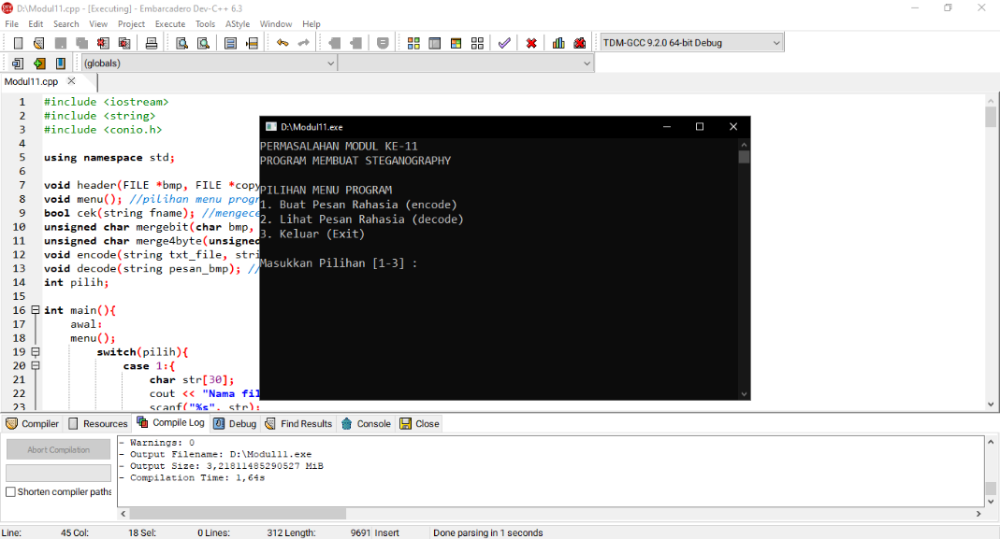 D:\Modul11.cpp - [Executing] - Embarcadero Dev-C++ 6.3
File Edit Search View Project Execute Tools AStyle Window Help
TDM-GCC 9.2.0 64-bit Debug
(globals)
Modul11.cpp
1 #include <iostream>
2 #include <string>
3 #include <conio.h>
4
5 using namespace std;
6
7 void header(FILE *bmp, FILE *copy
8 void menu(); //pilihan menu progr
9 bool cek(string fname); //mengece
10 unsigned char mergebit(char bmp,
11 unsigned char merge4byte(unsigned
12 void encode(string txt_file, stri
13 void decode(string pesan_bmp); //
14 int pilih;
15
16 int main(){
17 awal:
18 menu();
19 switch(pilih){
20 case 1:{
21 char str[30];
22 cout << "Nama fil
23 scanf("%s", str);
D:\Modul11.exe
PERMASALAHAN MODUL KE-11
PROGRAM MEMBUAT STEGANOGRAPHY
PILIHAN MENU PROGRAM
1. Buat Pesan Rahasia (encode)
2. Lihat Pesan Rahasia (decode)
3. Keluar (Exit)
Masukkan Pilihan [1-3] :
Compiler Resources Compile Log Debug Find Results Console Close
Abort Compilation
Shorten compiler paths
- Warnings: 0
- Output Filename: D:\Modul11.exe
- Output Size: 3,21811485290527 MiB
- Compilation Time: 1,64s
Line: 45 Col: 18 Sel: 0 Lines: 312 Length: 9691 Insert Done parsing in 1 seconds